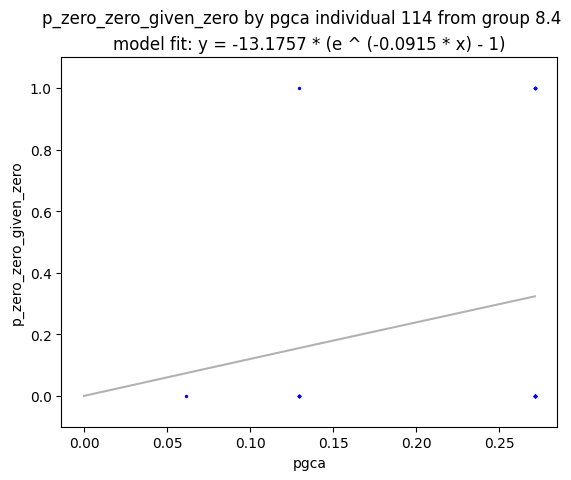 p_zero_zero_given_zero by pgca individual 114 from group 8.4
model fit: y = -13.1757 * (e ^ (-0.0915 * x) - 1)
1.0
0.8
0.6
0.4
0.2
0.0
p_zero_zero_given_zero
0.00 0.05 0.10 0.15 0.20 0.25
pgca